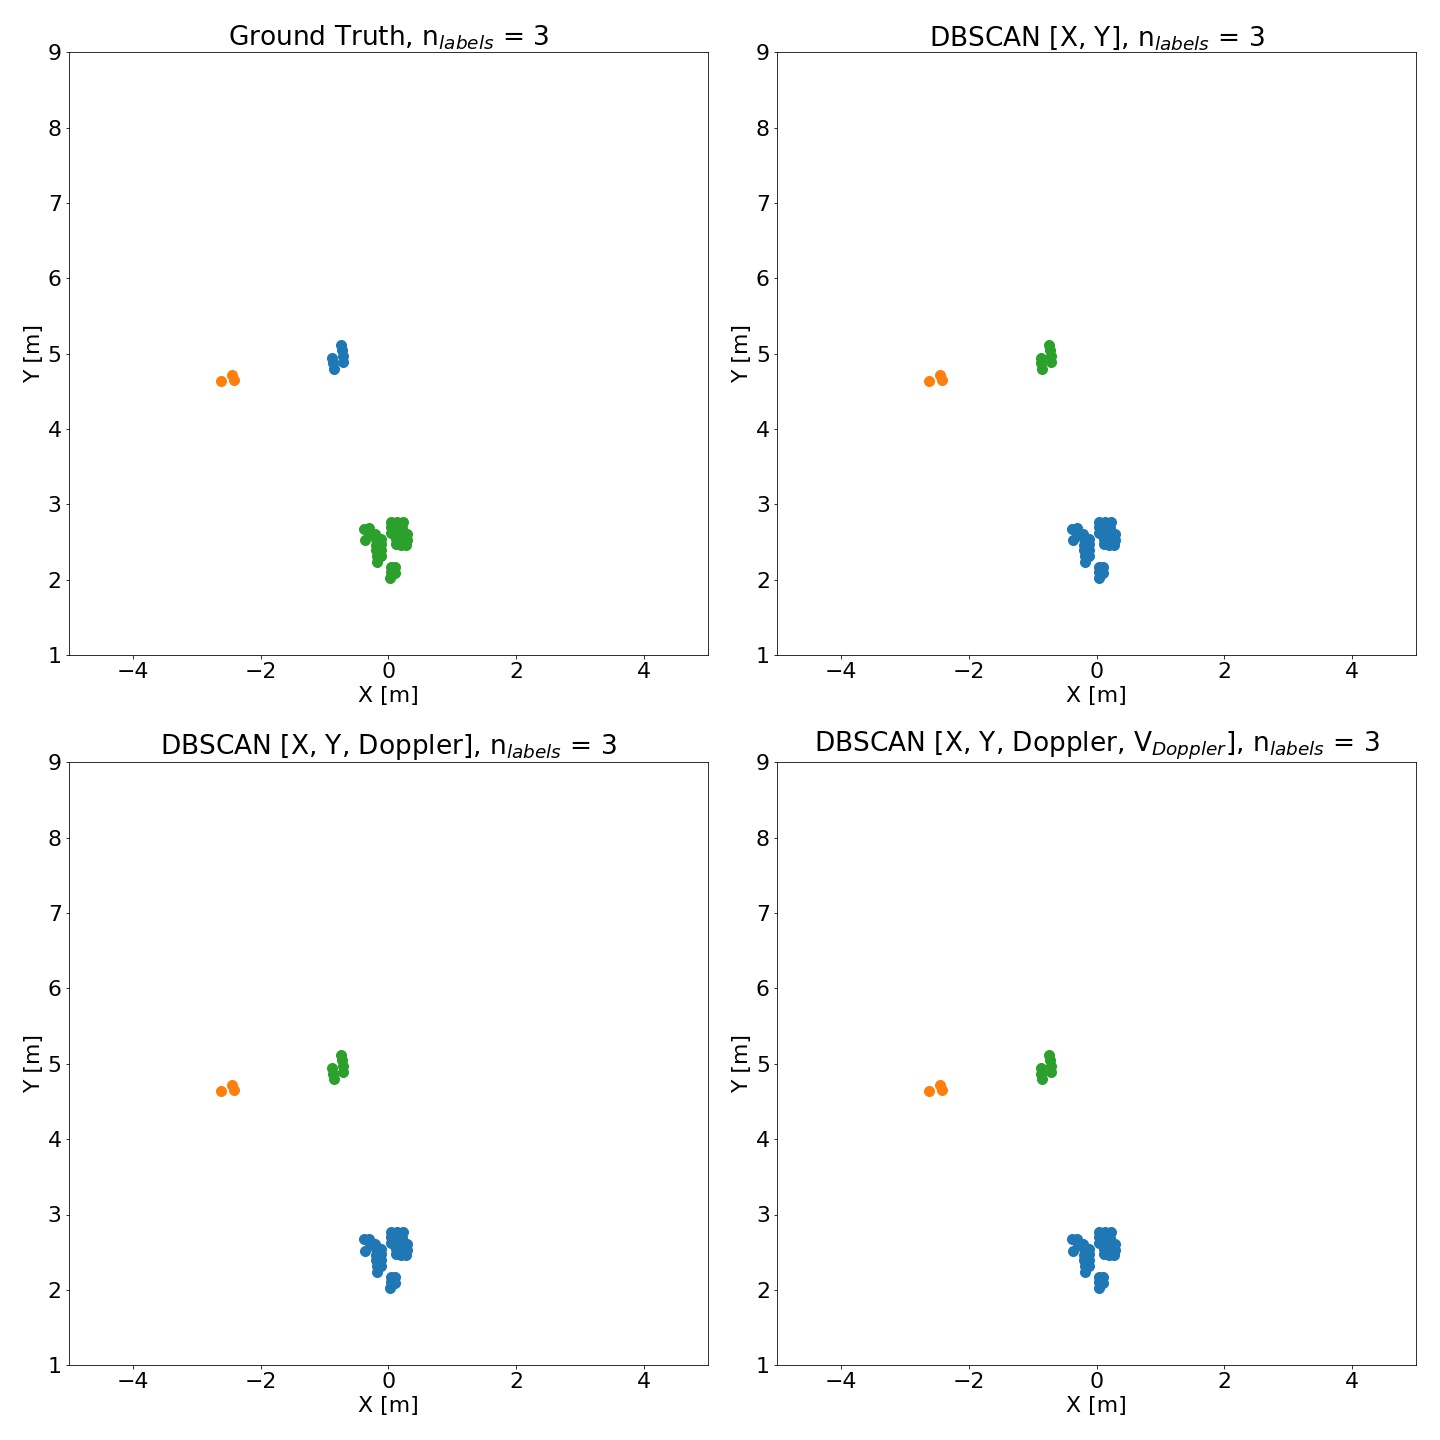 Ground Truth, n_labels = 3
9
8
7
6
5
4
3
2
1
Y [m]
−4 −2 0 2 4
X [m]
DBSCAN [X, Y], n_labels = 3
9
8
7
6
5
4
3
2
1
Y [m]
−4 −2 0 2 4
X [m]
DBSCAN [X, Y, Doppler], n_labels = 3
9
8
7
6
5
4
3
2
1
Y [m]
−4 −2 0 2 4
X [m]
DBSCAN [X, Y, Doppler, V_Doppler], n_labels = 3
9
8
7
6
5
4
3
2
1
Y [m]
−4 −2 0 2 4
X [m]